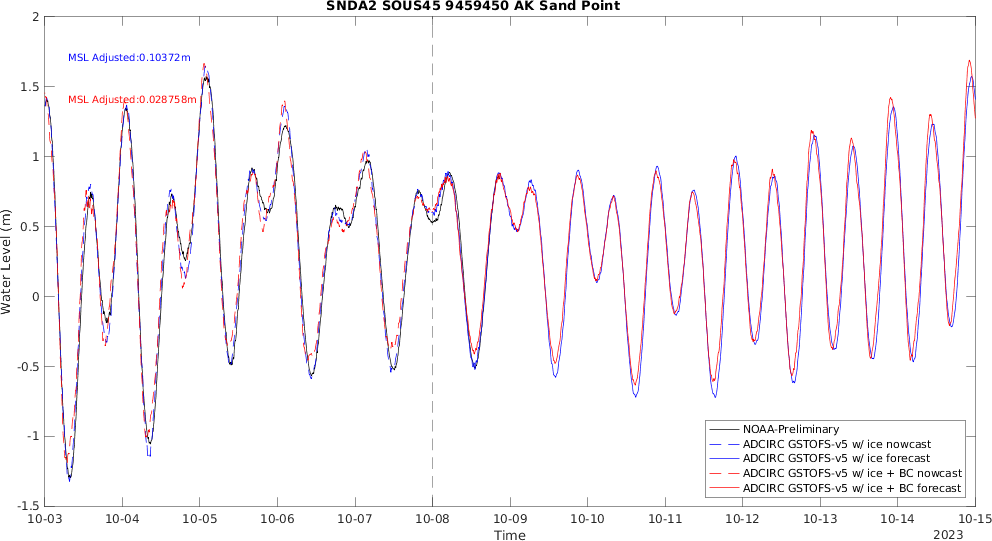 SNDA2 SOUS45 9459450 AK Sand Point
2
1.5
1
0.5
0
-0.5
-1
-1.5
Water Level (m)
MSL Adjusted:0.10372m
MSL Adjusted:0.028758m
NOAA-Preliminary
ADCIRC GSTOFS-v5 w/ ice nowcast
ADCIRC GSTOFS-v5 w/ ice forecast
ADCIRC GSTOFS-v5 w/ ice + BC nowcast
ADCIRC GSTOFS-v5 w/ ice + BC forecast
10-03 10-04 10-05 10-06 10-07 10-08 10-09 10-10 10-11 10-12 10-13 10-14 10-15
Time
2023